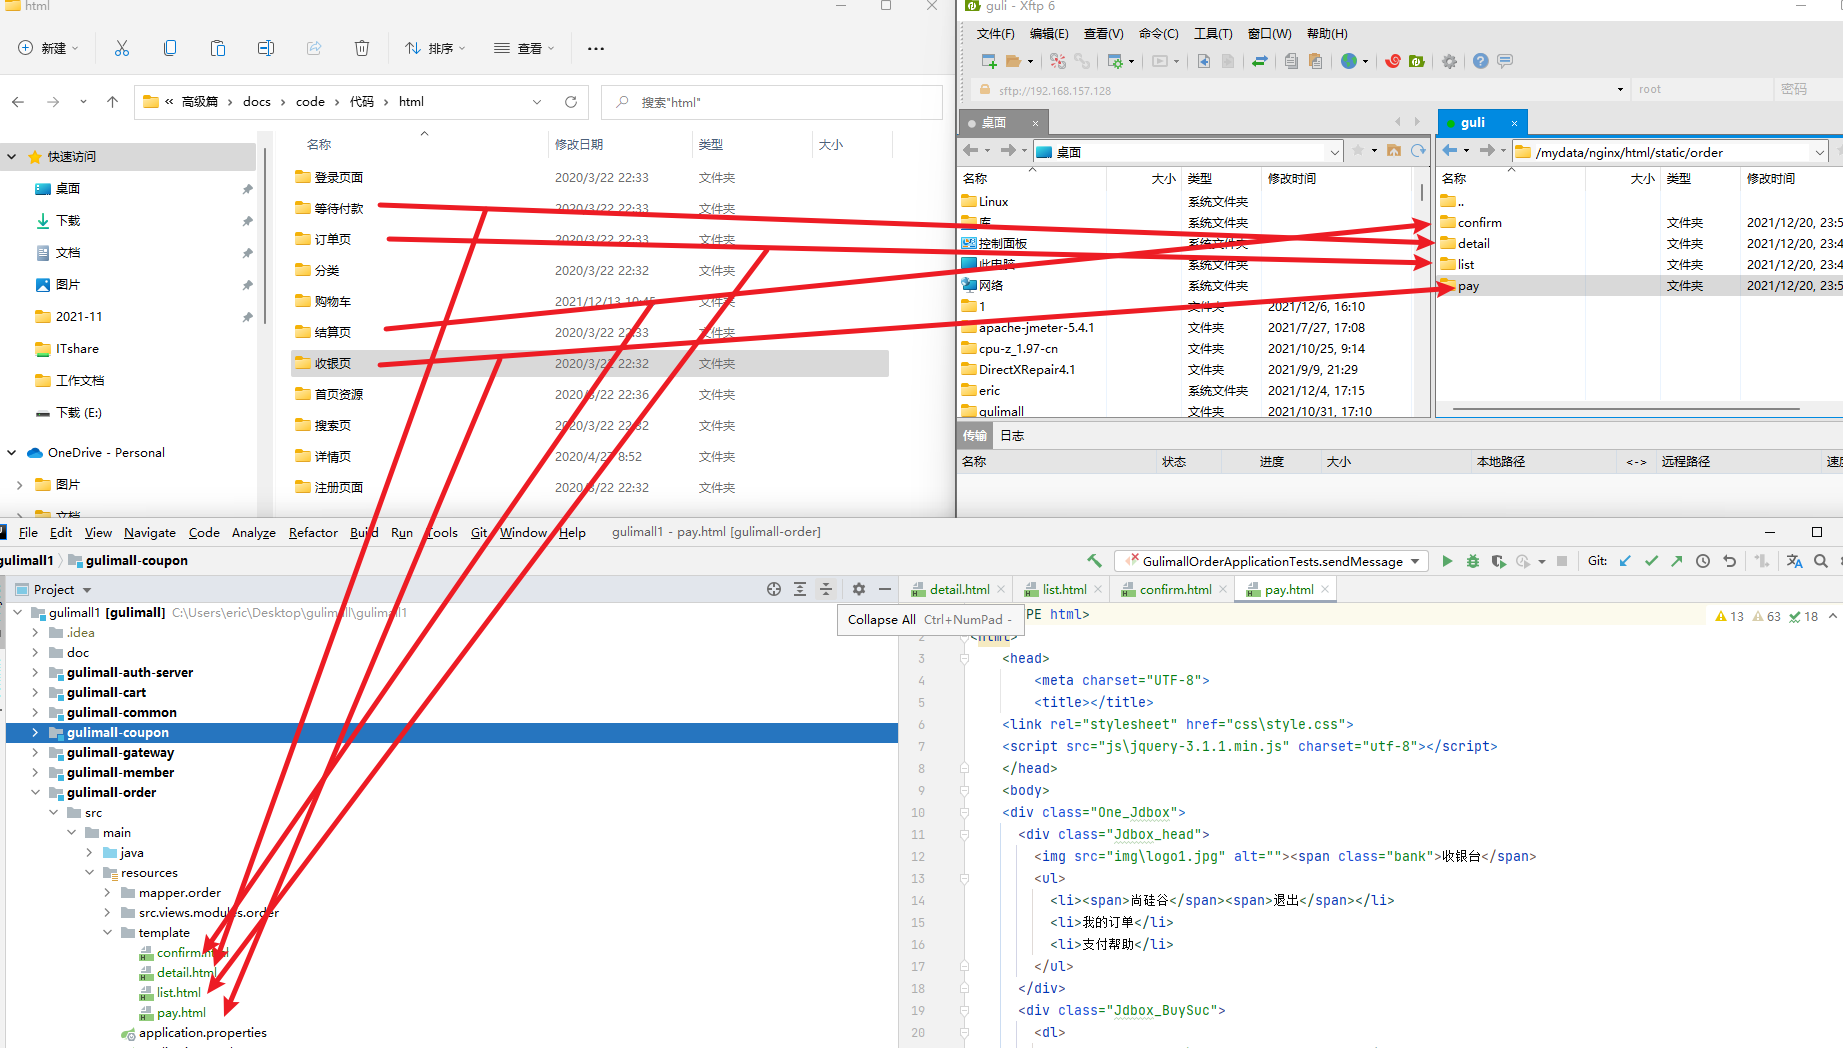 html
新建
排序
查看
« 高级篇 › docs › code › 代码 › html
搜索"html"
快速访问
桌面
下载
文档
图片
2021-11
ITshare
工作文档
下载 (E:)
OneDrive - Personal
图片
文档
名称 修改日期 类型 大小
登录页面 2020/3/22 22:33 文件夹
等待付款 2020/3/22 22:33 文件夹
订单页 2020/3/22 22:33 文件夹
分类 2020/3/22 22:32 文件夹
购物车 2021/12/13 19:45 文件夹
结算页 2020/3/22 22:33 文件夹
收银页 2020/3/22 22:32 文件夹
首页资源 2020/3/22 22:36 文件夹
搜索页 2020/3/22 22:32 文件夹
详情页 2020/4/27 8:52 文件夹
注册页面 2020/3/22 22:32 文件夹
guli - Xftp 6
文件(F) 编辑(E) 查看(V) 命令(C) 工具(T) 窗口(W) 帮助(H)
sftp://192.168.157.128 root 密码
桌面 ×
桌面
名称 大小 类型 修改时间
Linux 系统文件夹
库 系统文件夹
控制面板 系统文件夹
此电脑 系统文件夹
网络 系统文件夹
1 文件夹 2021/12/6, 16:10
apache-jmeter-5.4.1 文件夹 2021/7/27, 17:08
cpu-z_1.97-cn 文件夹 2021/10/25, 9:14
DirectXRepair4.1 文件夹 2021/9/9, 21:29
eric 系统文件夹 2021/12/4, 17:15
gulimall 文件夹 2021/10/31, 17:10
guli ×
/mydata/nginx/html/static/order
名称 大小 类型 修改时间
..
confirm 文件夹 2021/12/20, 23:5
detail 文件夹 2021/12/20, 23:4
list 文件夹 2021/12/20, 23:4
pay 文件夹 2021/12/20, 23:5
传输 日志
名称 状态 进度 大小 本地路径 <-> 远程路径 速度
File Edit View Navigate Code Analyze Refactor Build Run Tools Git Window Help gulimall1 - pay.html [gulimall-order]
gulimall1 › gulimall-coupon
GulimallOrderApplicationTests.sendMessage
Git:
Project
Collapse All Ctrl+NumPad -
gulimall1 [gulimall] C:\Users\eric\Desktop\gulimall\gulimall1
.idea
doc
gulimall-auth-server
gulimall-cart
gulimall-common
gulimall-coupon
gulimall-gateway
gulimall-member
gulimall-order
src
main
java
resources
mapper.order
src.views.modules.order
template
confirm.html
detail.html
list.html
pay.html
application.properties
detail.html × list.html × confirm.html × pay.html ×
13 63 18
PE html>
2 <html>
3 <head>
4 <meta charset="UTF-8">
5 <title></title>
6 <link rel="stylesheet" href="css\style.css">
7 <script src="js\jquery-3.1.1.min.js" charset="utf-8"></script>
8 </head>
9 <body>
10 <div class="One_Jdbox">
11 <div class="Jdbox_head">
12 <img src="img\logo1.jpg" alt=""><span class="bank">收银台</span>
13 <ul>
14 <li><span>尚硅谷</span><span>退出</span></li>
15 <li>我的订单</li>
16 <li>支付帮助</li>
17 </ul>
18 </div>
19 <div class="Jdbox_BuySuc">
20 <dl>